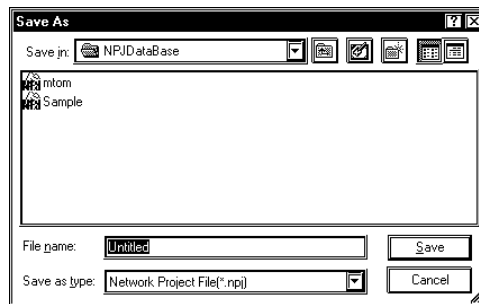 Save As
Save in: NPJDataBase
mtom
Sample
File name: Untitled Save
Save as type: Network Project File(*.npj) Cancel